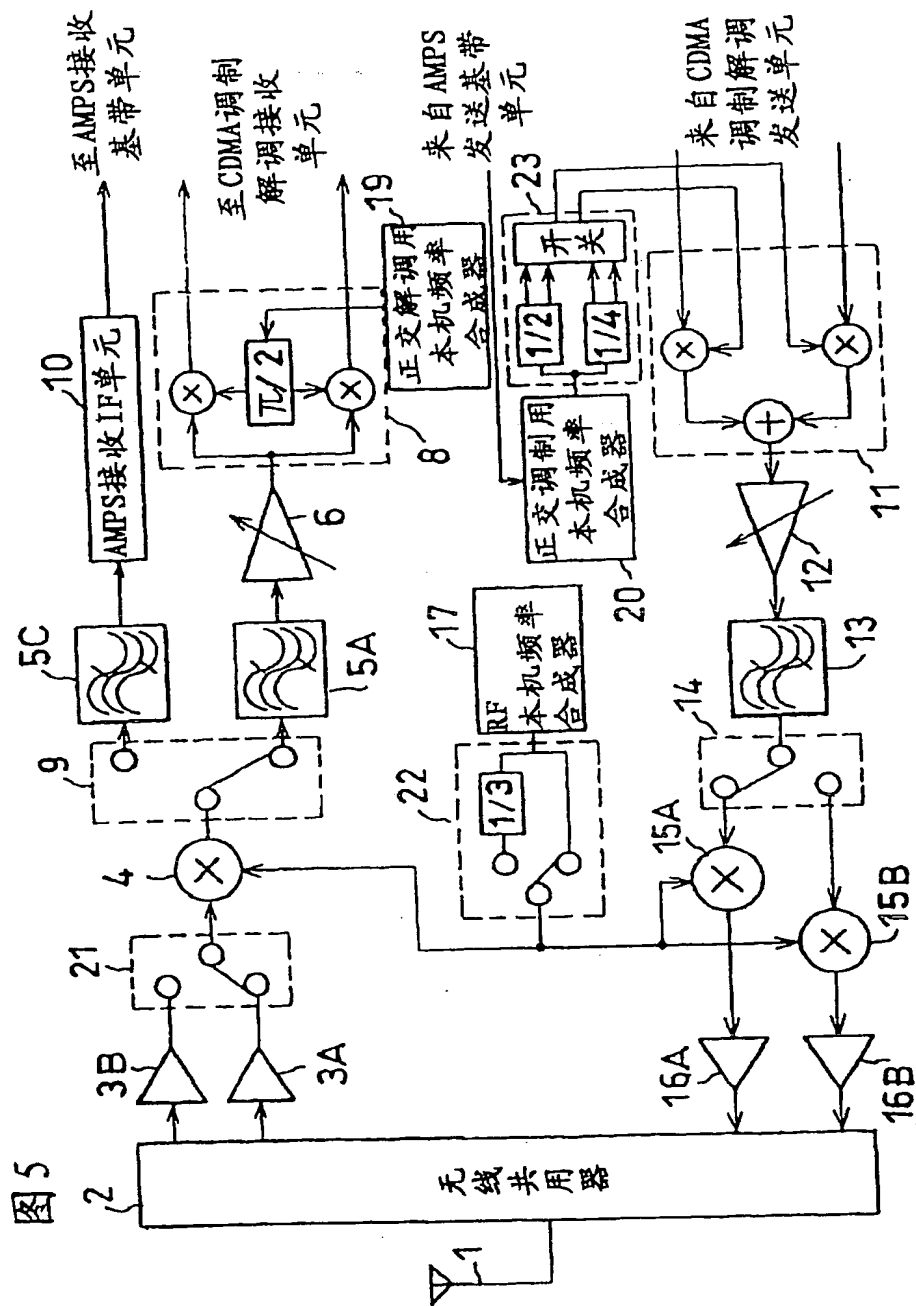 图5
1
2
无线共用器
3B
3A
21
4
9
5C
5A
10
AMPS接收IF单元
6
8
π/2
至AMPS接收
基带单元
至CDMA调制
解调接收
单元
19
正交解调用
本机频率
合成器
来自AMPS
发送基带
单元
23
开关
1/2
1/4
正交调制用
本机频率
合成器
20
17
RF
本机频率
合成器
22
1/3
来自CDMA
调制解调
发送单元
11
12
13
14
15A
15B
16A
16B